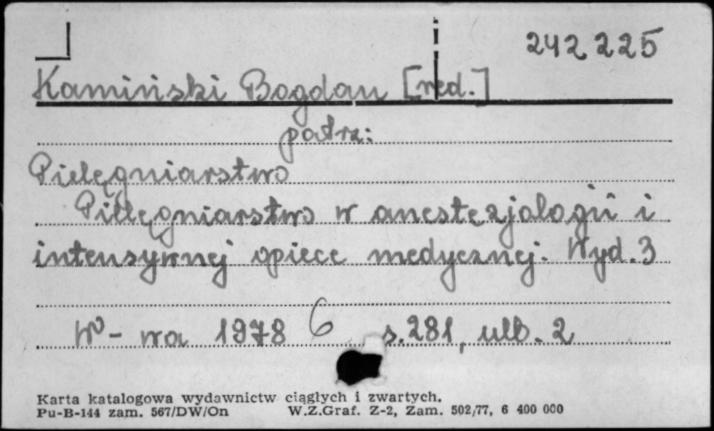 242225
Kamiński Bogdan [red.]
patrz:
Pielęgniarstwo
Pielęgniarstwo w anestezjologii i
intensywnej opiece medycznej. Wyd. 3
W-wa 1978 6 s. 281, ulb. 2
Karta katalogowa wydawnictw ciągłych i zwartych.
Pu-B-144 zam. 567/DW/On W.Z.Graf. Z-2, Zam. 502/77, 6 400 000